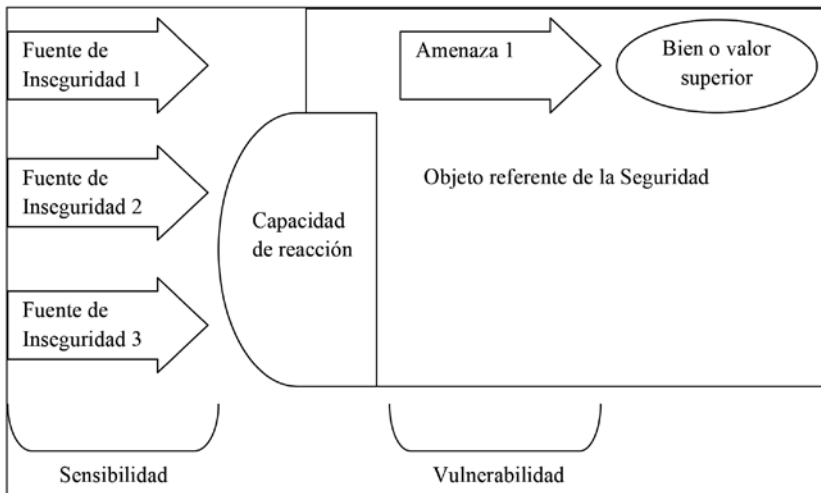 Fuente de
Inseguridad 1
Amenaza 1
Bien o valor
superior
Fuente de
Inseguridad 2
Objeto referente de la Seguridad
Capacidad
de reacción
Fuente de
Inseguridad 3
Sensibilidad
Vulnerabilidad